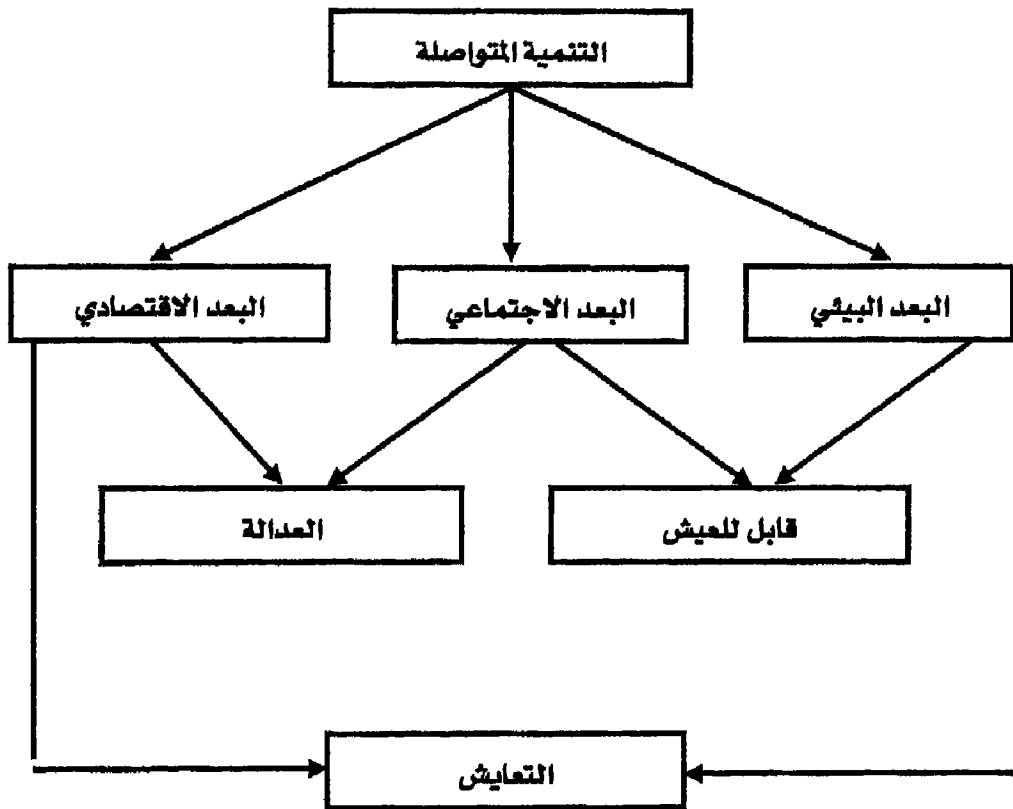 التنمية المتواصلة
البعد البيئي
البعد الاجتماعي
البعد الاقتصادي
قابل للعيش
العدالة
التعايش